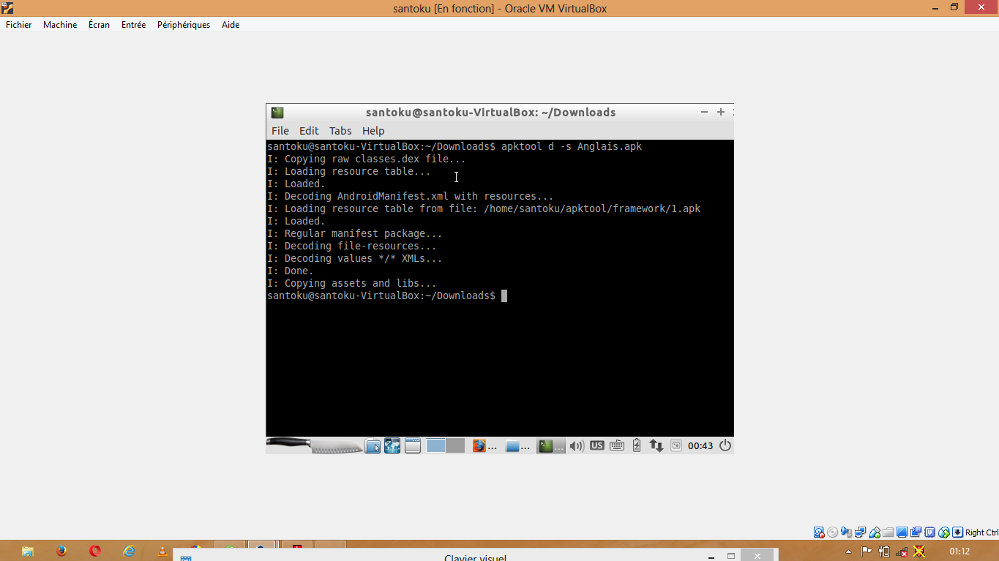 santoku [En fonction] - Oracle VM VirtualBox
Fichier Machine Écran Entrée Périphériques Aide
santoku@santoku-VirtualBox: ~/Downloads
File Edit Tabs Help
santoku@santoku-VirtualBox:~/Downloads$ apktool d -s Anglais.apk
I: Copying raw classes.dex file...
I: Loading resource table...
I: Loaded.
I: Decoding AndroidManifest.xml with resources...
I: Loading resource table from file: /home/santoku/apktool/framework/1.apk
I: Loaded.
I: Regular manifest package...
I: Decoding file-resources...
I: Decoding values */* XMLs...
I: Done.
I: Copying assets and libs...
santoku@santoku-VirtualBox:~/Downloads$
... ... ... US 00:43
Right Ctrl
Clavier visuel
01:12